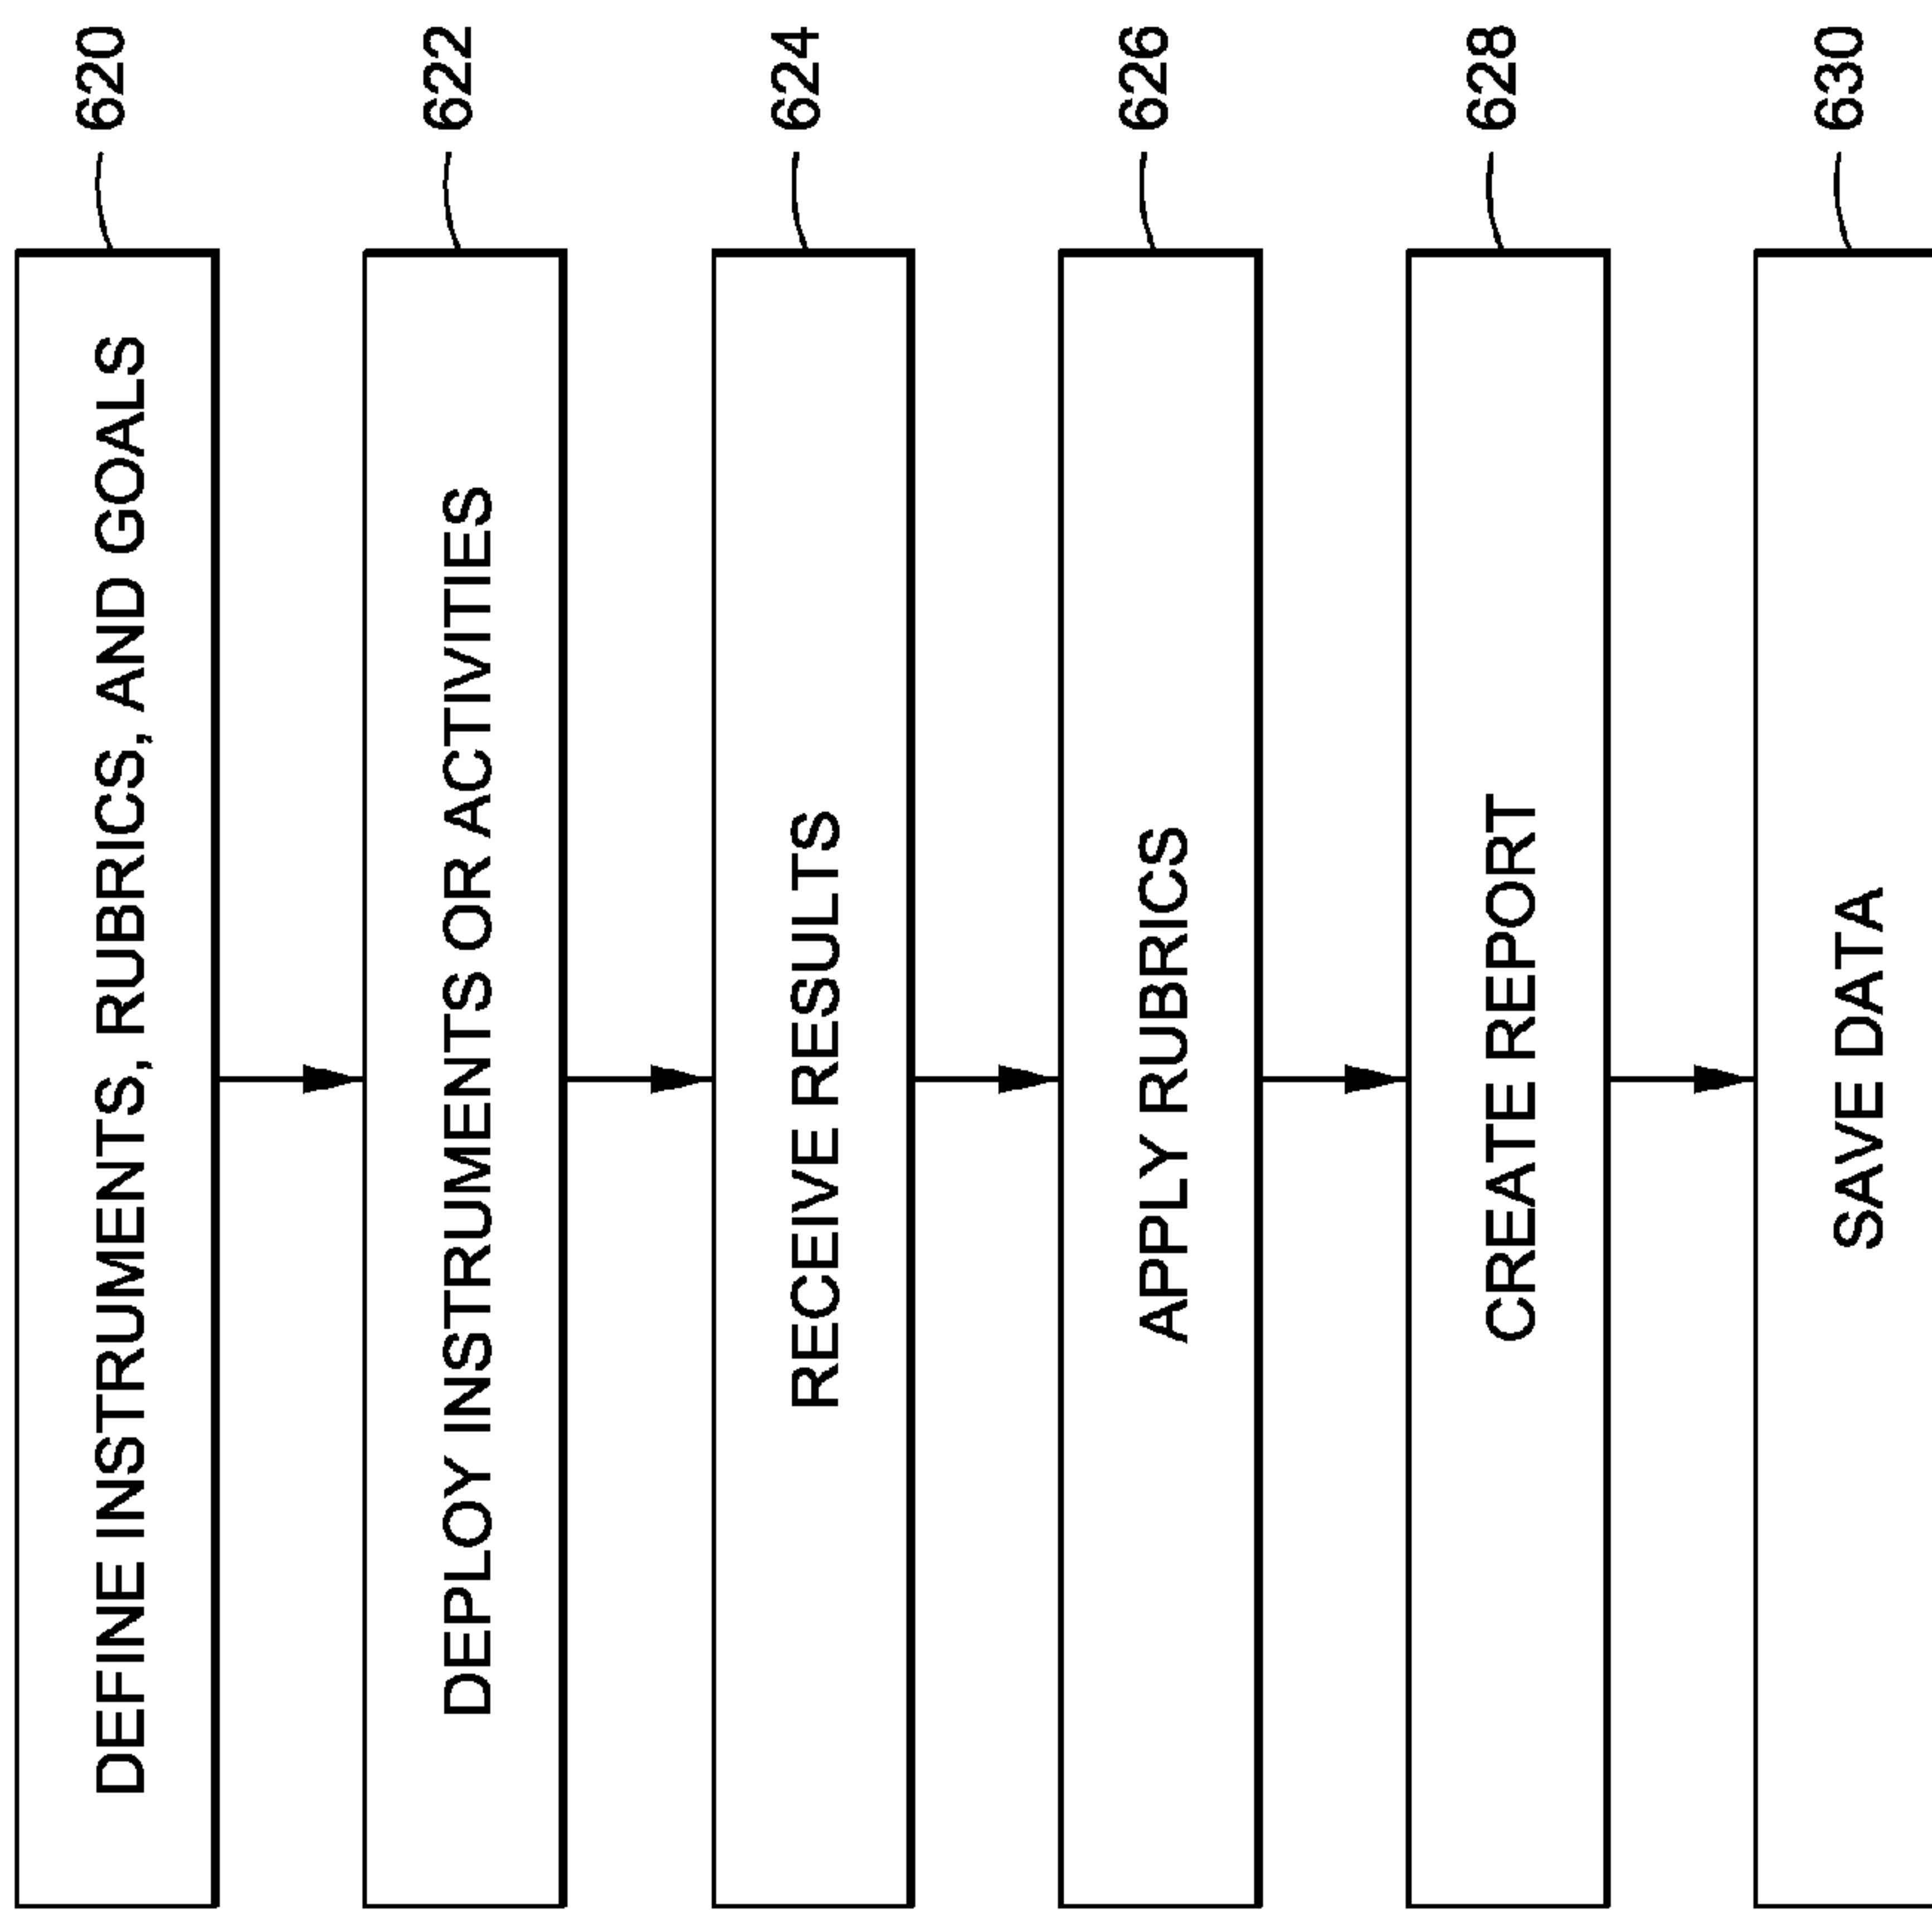 DEFINE INSTRUMENTS, RUBRICS, AND GOALS
620
DEPLOY INSTRUMENTS OR ACTIVITIES
622
RECEIVE RESULTS
624
APPLY RUBRICS
626
CREATE REPORT
628
SAVE DATA
630